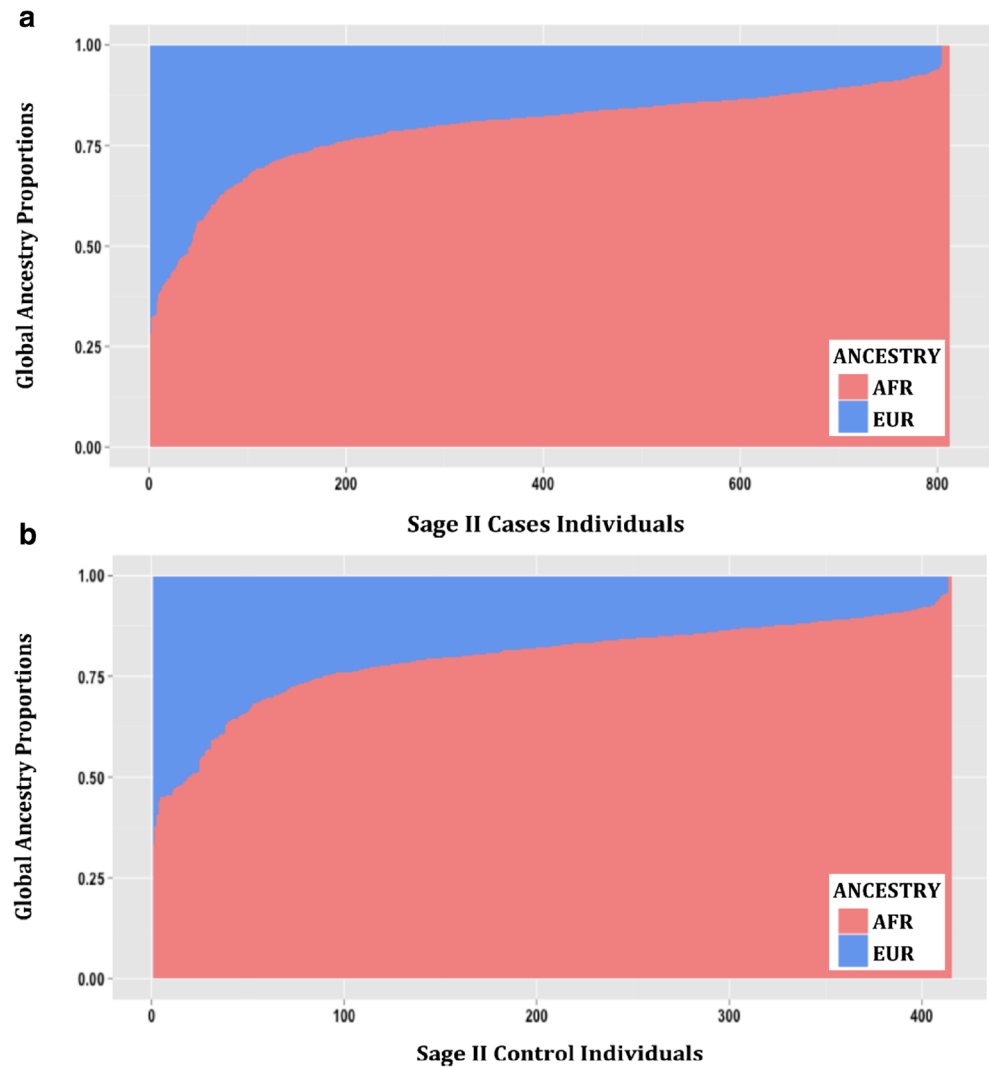 a
Global Ancestry Proportions
1.00
0.75
0.50
0.25
0.00
ANCESTRY
AFR
EUR
0 200 400 600 800
Sage II Cases Individuals
b
Global Ancestry Proportions
1.00
0.75
0.50
0.25
0.00
ANCESTRY
AFR
EUR
0 100 200 300 400
Sage II Control Individuals